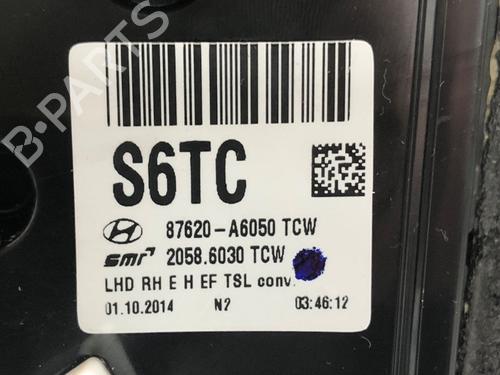 B-PARTS
S6TC
87620-A6050 TCW
smr 2058.6030 TCW
LHD RH E H EF TSL conv.
01.10.2014 N2 03:46:12